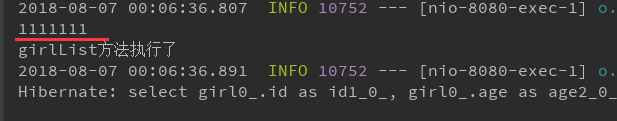 2018-08-07 00:06:36.807  INFO 10752 --- [nio-8080-exec-1] o.
1111111
girlList方法执行了
2018-08-07 00:06:36.891  INFO 10752 --- [nio-8080-exec-1] o.
Hibernate: select girl0_.id as id1_0_, girl0_.age as age2_0_